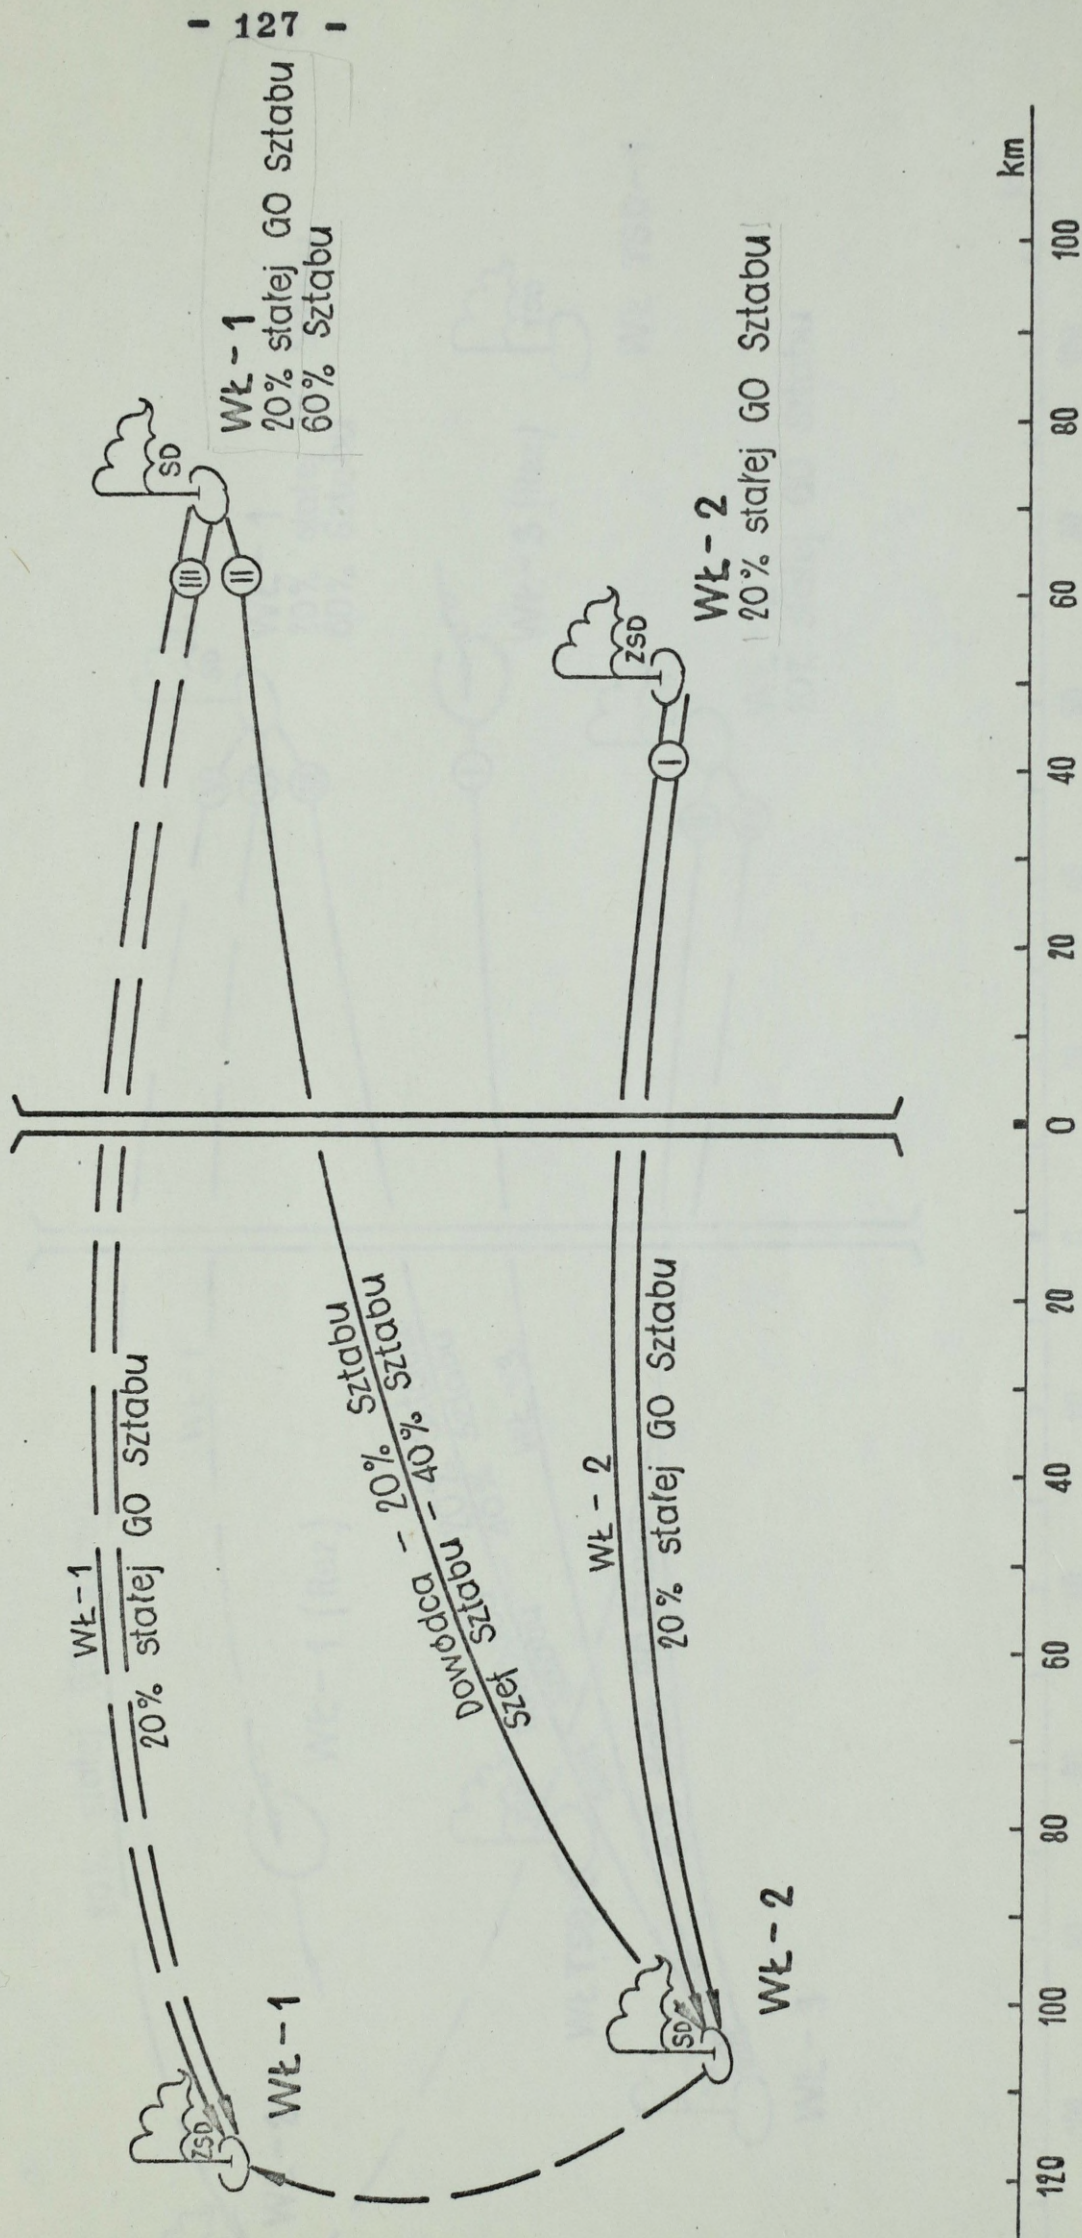 - 127 -
WŁ-1
20% stałej GO Sztabu
60% Sztabu
SD
III
II
WŁ-2
20% stałej GO Sztabu
ZSD
I
WŁ-1
20% stałej GO Sztabu
Dowódca - 20% Sztabu
Szef Sztabu - 40% Sztabu
WŁ-2
20% stałej GO Sztabu
ZSD
WŁ-1
SD
WŁ-2
120 100 80 60 40 20 0 20 40 60 80 100 km